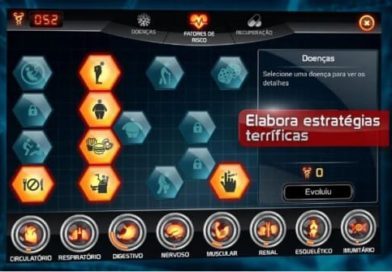 052
DOENÇAS
FATORES DE
RISCO
RECUPERAÇÃO
Doenças
Selecione uma doença para ver os
detalhes
Elabora estratégias
terríficas
0
Evoluiu
CIRCULATÓRIO
RESPIRATÓRIO
DIGESTIVO
NERVOSO
MUSCULAR
RENAL
ESQUELÉTICO
IMUNITÁRIO